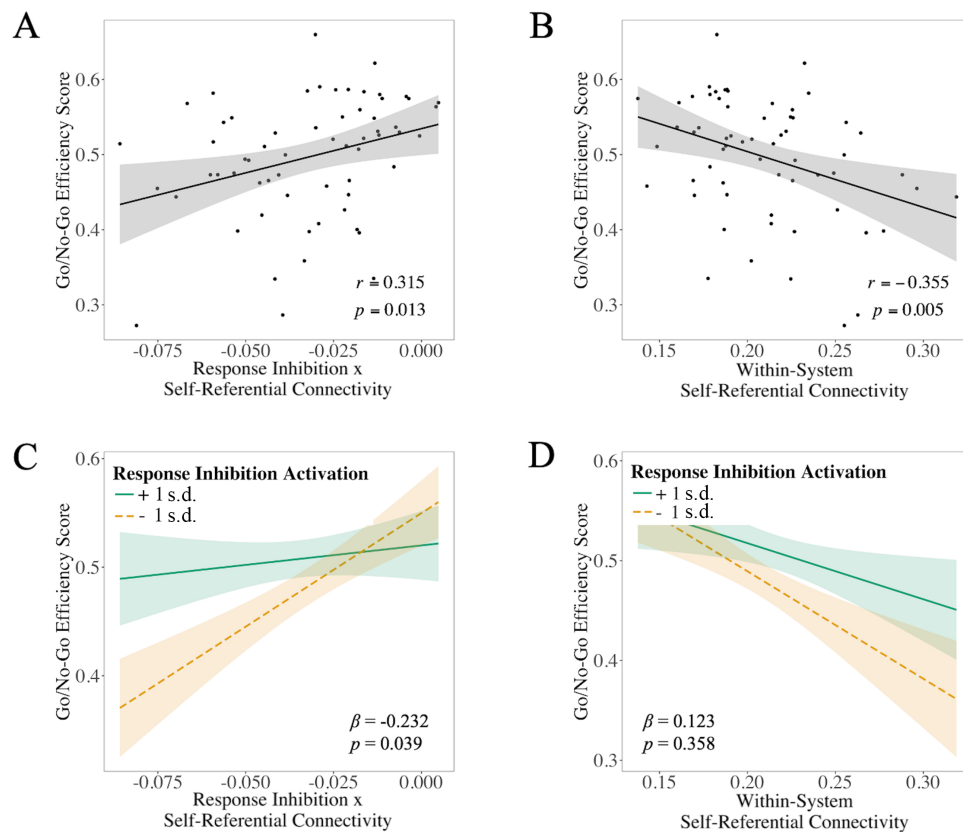 A
Go/No-Go Efficiency Score
0.6
0.5
0.4
0.3
r = 0.315
p = 0.013
-0.075
-0.050
-0.025
0.000
Response Inhibition x
Self-Referential Connectivity
B
Go/No-Go Efficiency Score
0.6
0.5
0.4
0.3
r = −0.355
p = 0.005
0.15
0.20
0.25
0.30
Within-System
Self-Referential Connectivity
C
Go/No-Go Efficiency Score
0.6
0.5
0.4
Response Inhibition Activation
+ 1 s.d.
- 1 s.d.
β = -0.232
p = 0.039
-0.075
-0.050
-0.025
0.000
Response Inhibition x
Self-Referential Connectivity
D
Go/No-Go Efficiency Score
0.6
0.5
0.4
0.3
Response Inhibition Activation
+ 1 s.d.
- 1 s.d.
β = 0.123
p = 0.358
0.15
0.20
0.25
0.30
Within-System
Self-Referential Connectivity